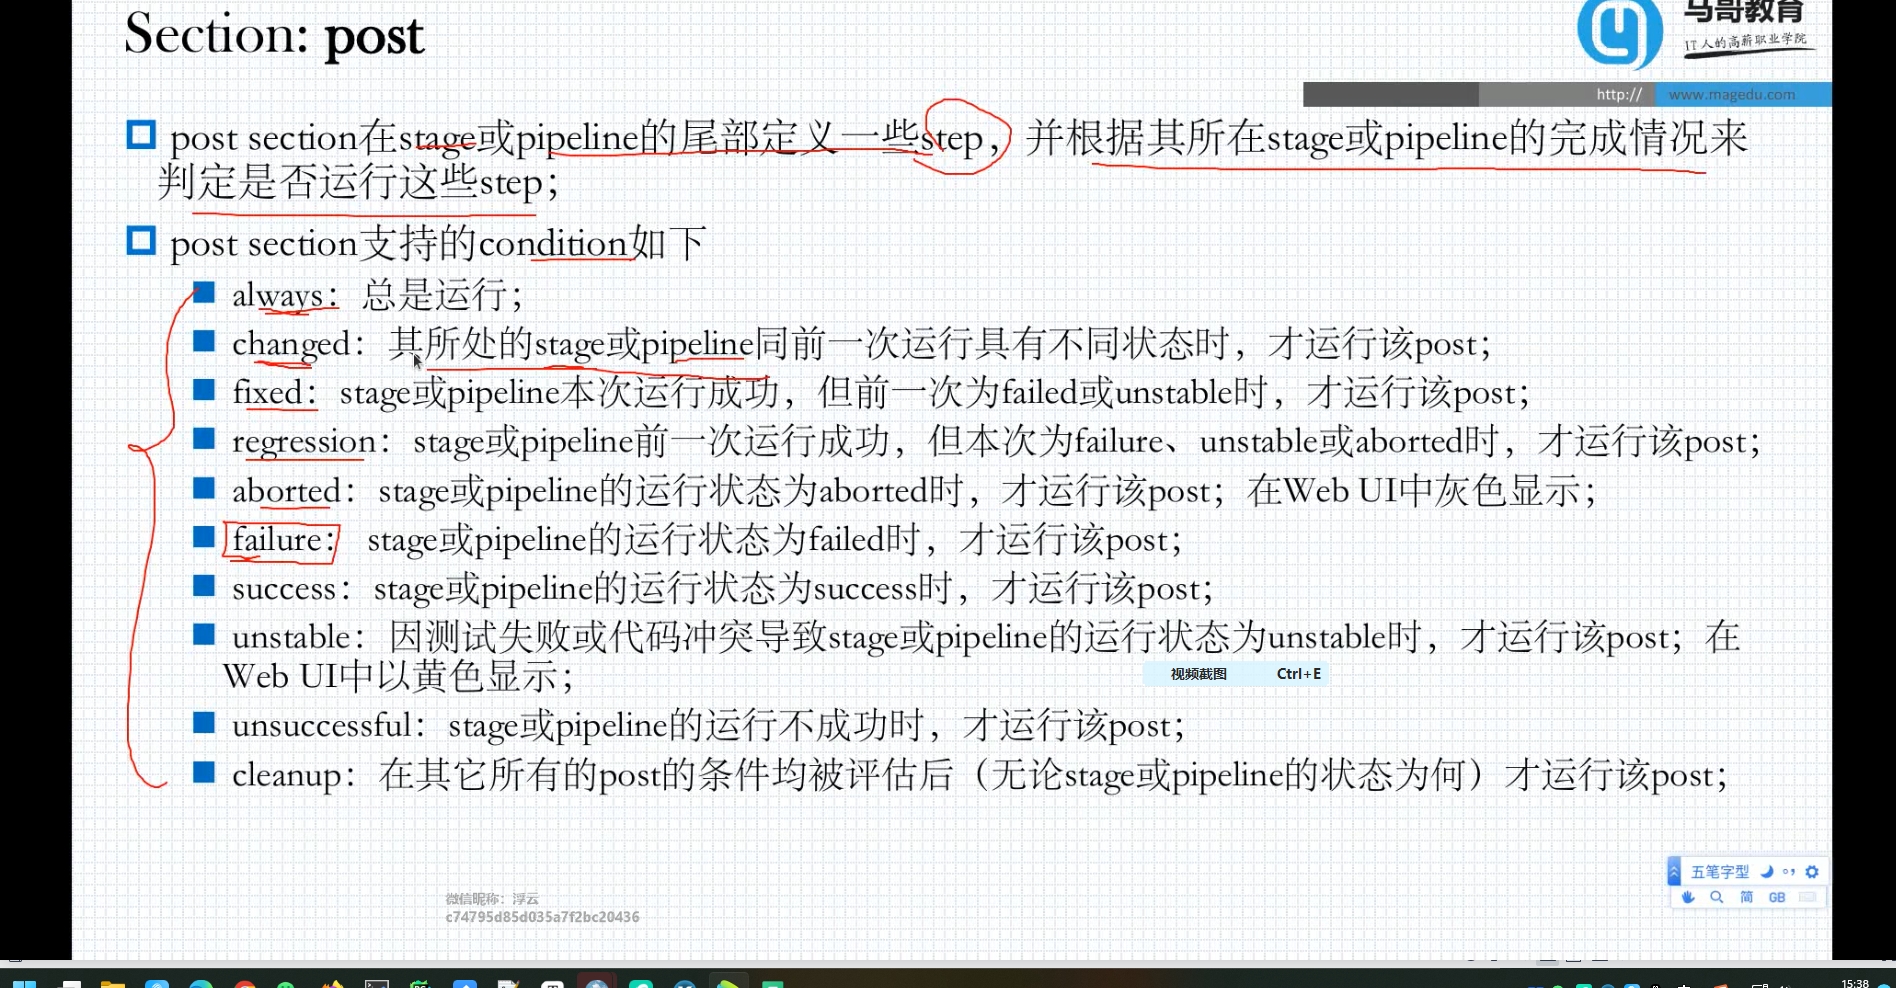 Section: post
马哥教育
IT人的高薪职业学院
http://
www.magedu.com
post section在stage或pipeline的尾部定义一些step，并根据其所在stage或pipeline的完成情况来
判定是否运行这些step；
post section支持的condition如下
always：总是运行；
changed：其所处的stage或pipeline同前一次运行具有不同状态时，才运行该post；
fixed：stage或pipeline本次运行成功，但前一次为failed或unstable时，才运行该post；
regression：stage或pipeline前一次运行成功，但本次为failure、unstable或aborted时，才运行该post；
aborted：stage或pipeline的运行状态为aborted时，才运行该post；在Web UI中灰色显示；
failure： stage或pipeline的运行状态为failed时，才运行该post；
success：stage或pipeline的运行状态为success时，才运行该post；
unstable：因测试失败或代码冲突导致stage或pipeline的运行状态为unstable时，才运行该post；在
Web UI中以黄色显示；
视频截图 Ctrl+E
unsuccessful：stage或pipeline的运行不成功时，才运行该post；
cleanup：在其它所有的post的条件均被评估后（无论stage或pipeline的状态为何）才运行该post；
五笔字型
简 GB
微信昵称：浮云
c74795d85d035a7f2bc20436
15:38